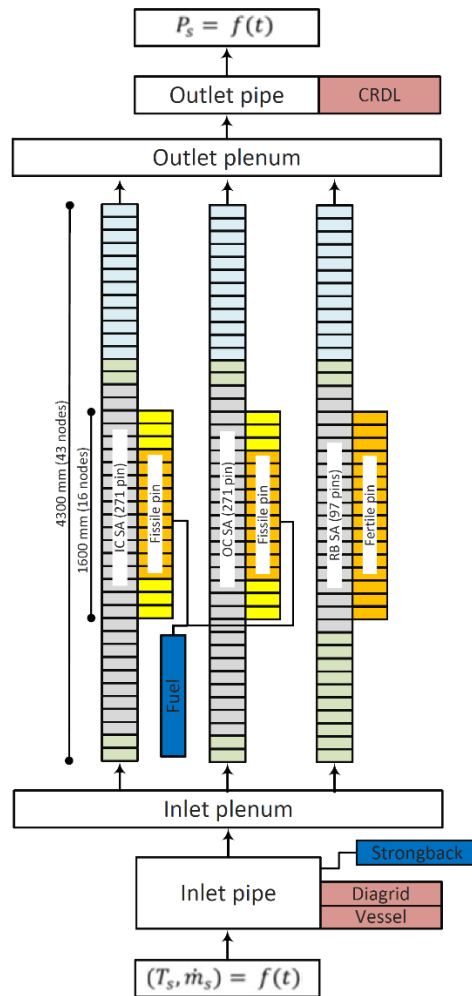 P_s = f(t)
Outlet pipe
CRDL
Outlet plenum
4300 mm (43 nodes)
1600 mm (16 nodes)
IC SA (271 pin)
Fissile pin
OC SA (271 pin)
Fissile pin
RB SA (97 pins)
Fertile pin
Fuel
Inlet plenum
Strongback
Inlet pipe
Diagrid
Vessel
(T_s, ṁ_s) = f(t)